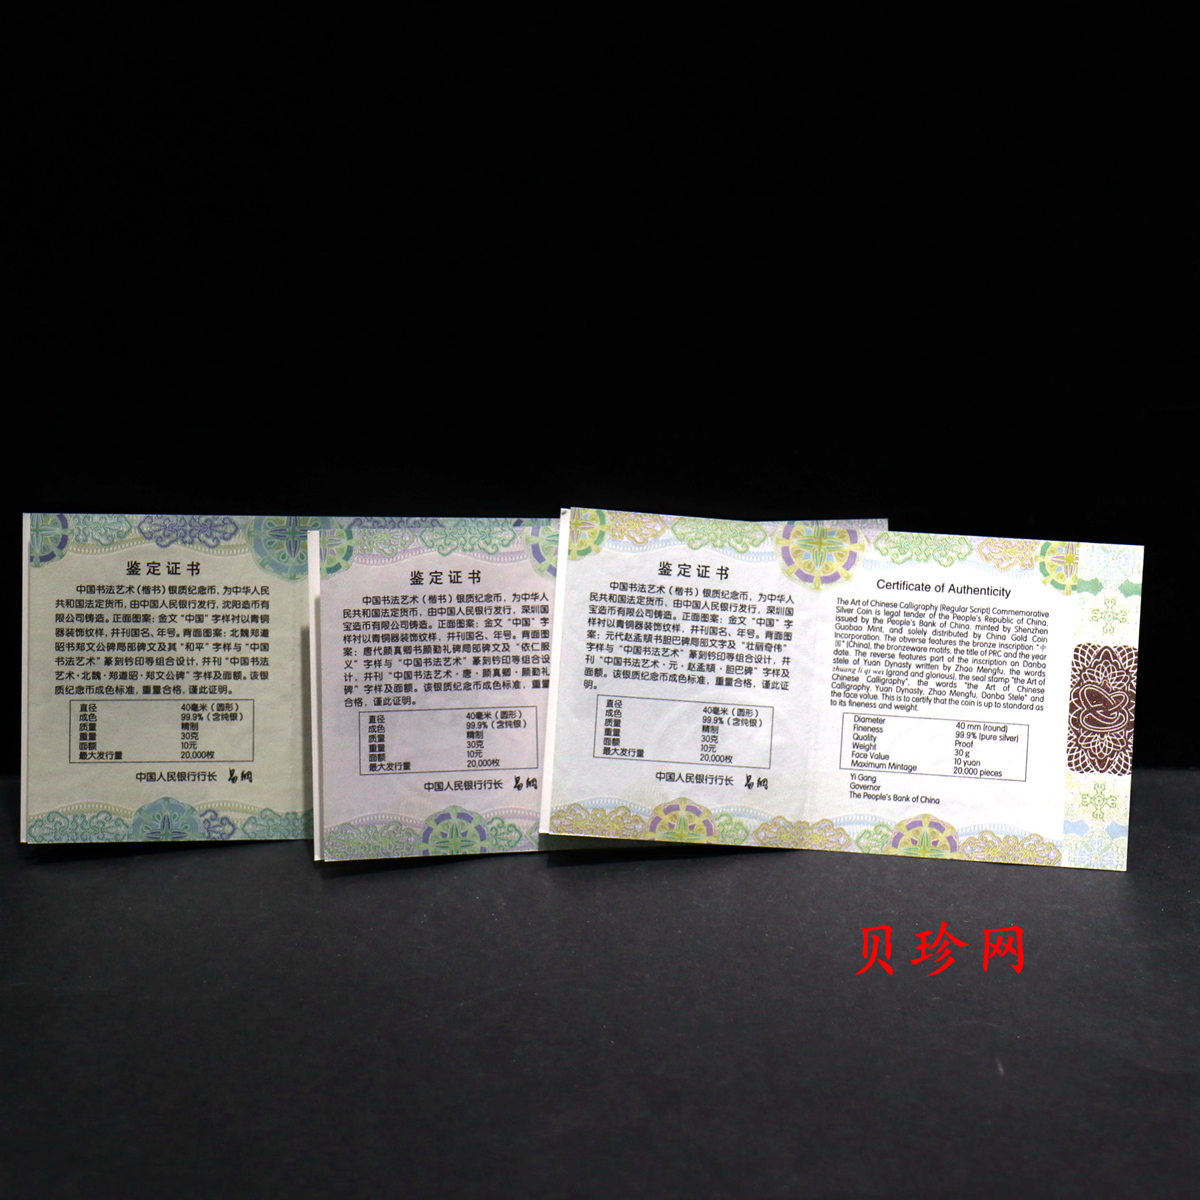 鉴定证书
中国书法艺术（楷书）银质纪念币，为中华人
民共和国法定货币，由中国人民银行发行，沈阳造币有
限公司铸造。正面图案：金文“中国”字样衬以青铜
器装饰纹样，并刊国名、年号。背面图案：北魏郑道
昭书郑文公碑局部碑文及其“和平”字样与“中国
书法艺术”篆刻钤印等组合设计，并刊“中国书法
艺术·北魏·郑道昭·郑文公碑”字样及面额。该银
质纪念币成色标准，重量合格，谨此证明。
直径 40毫米（圆形）
成色 99.9%（含纯银）
质量 精制
重量 30克
面额 10元
最大发行量 20,000枚
中国人民银行行长 易纲
鉴定证书
中国书法艺术（楷书）银质纪念币，为中华人
民共和国法定货币，由中国人民银行发行，深圳国
宝造币有限公司铸造。正面图案：金文“中国”字
样衬以青铜器装饰纹样，并刊国名、年号。背面图
案：唐代颜真卿书颜勤礼碑局部碑文及“依仁服
义”字样与“中国书法艺术”篆刻钤印等组合设
计，并刊“中国书法艺术·唐·颜真卿·颜勤礼
碑”字样及面额。该银质纪念币成色标准，重量
合格，谨此证明。
直径 40毫米（圆形）
成色 99.9%（含纯银）
质量 精制
重量 30克
面额 10元
最大发行量 20,000枚
中国人民银行行长 易纲
鉴定证书
中国书法艺术（楷书）银质纪念币，为中华人
民共和国法定货币，由中国人民银行发行，深圳国
宝造币有限公司铸造。正面图案：金文“中国”字
样衬以青铜器装饰纹样，并刊国名、年号。背面图
案：元代赵孟頫书胆巴碑局部文字及“壮丽奇伟”
字样与“中国书法艺术”篆刻钤印等组合设计，并
刊“中国书法艺术·元·赵孟頫·胆巴碑”字样及
面额。该银质纪念币成色标准，重量合格，谨此证
明。
直径 40毫米（圆形）
成色 99.9%（含纯银）
质量 精制
重量 30克
面额 10元
最大发行量 20,000枚
中国人民银行行长 易纲
Certificate of Authenticity
The Art of Chinese Calligraphy (Regular Script) Commemorative
Silver Coin is legal tender of the People's Republic of China,
issued by the People's Bank of China, minted by Shenzhen
Guobao Mint, and solely distributed by China Gold Coin
Incorporation. The obverse features the bronze inscription "中
国" (China), the bronzeware motifs, the title of PRC and the year
date. The reverse features part of the inscription on Danba
stele of Yuan Dynasty written by Zhao Mengfu, the words
zhuang li qi wei (grand and glorious), the seal stamp "the Art of
Chinese Calligraphy", the words "the Art of Chinese
Calligraphy, Yuan Dynasty, Zhao Mengfu, Danba Stele" and
the face value. This is to certify that the coin is up to standard as
to its fineness and weight.
Diameter 40 mm (round)
Fineness 99.9% (pure silver)
Quality Proof
Weight 30 g
Face Value 10 yuan
Maximum Mintage 20,000 pieces
Yi Gang
Governor
The People's Bank of China
贝珍网